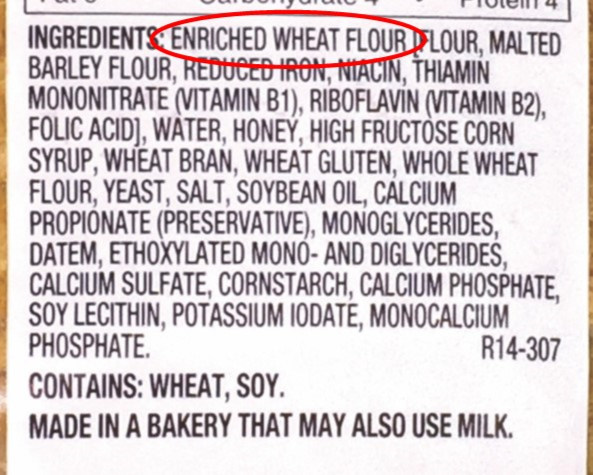 Carbohydrate 4 Protein 4
INGREDIENTS: ENRICHED WHEAT FLOUR [FLOUR, MALTED
BARLEY FLOUR, REDUCED IRON, NIACIN, THIAMIN
MONONITRATE (VITAMIN B1), RIBOFLAVIN (VITAMIN B2),
FOLIC ACID], WATER, HONEY, HIGH FRUCTOSE CORN
SYRUP, WHEAT BRAN, WHEAT GLUTEN, WHOLE WHEAT
FLOUR, YEAST, SALT, SOYBEAN OIL, CALCIUM
PROPIONATE (PRESERVATIVE), MONOGLYCERIDES,
DATEM, ETHOXYLATED MONO- AND DIGLYCERIDES,
CALCIUM SULFATE, CORNSTARCH, CALCIUM PHOSPHATE,
SOY LECITHIN, POTASSIUM IODATE, MONOCALCIUM
PHOSPHATE. R14-307
CONTAINS: WHEAT, SOY.
MADE IN A BAKERY THAT MAY ALSO USE MILK.